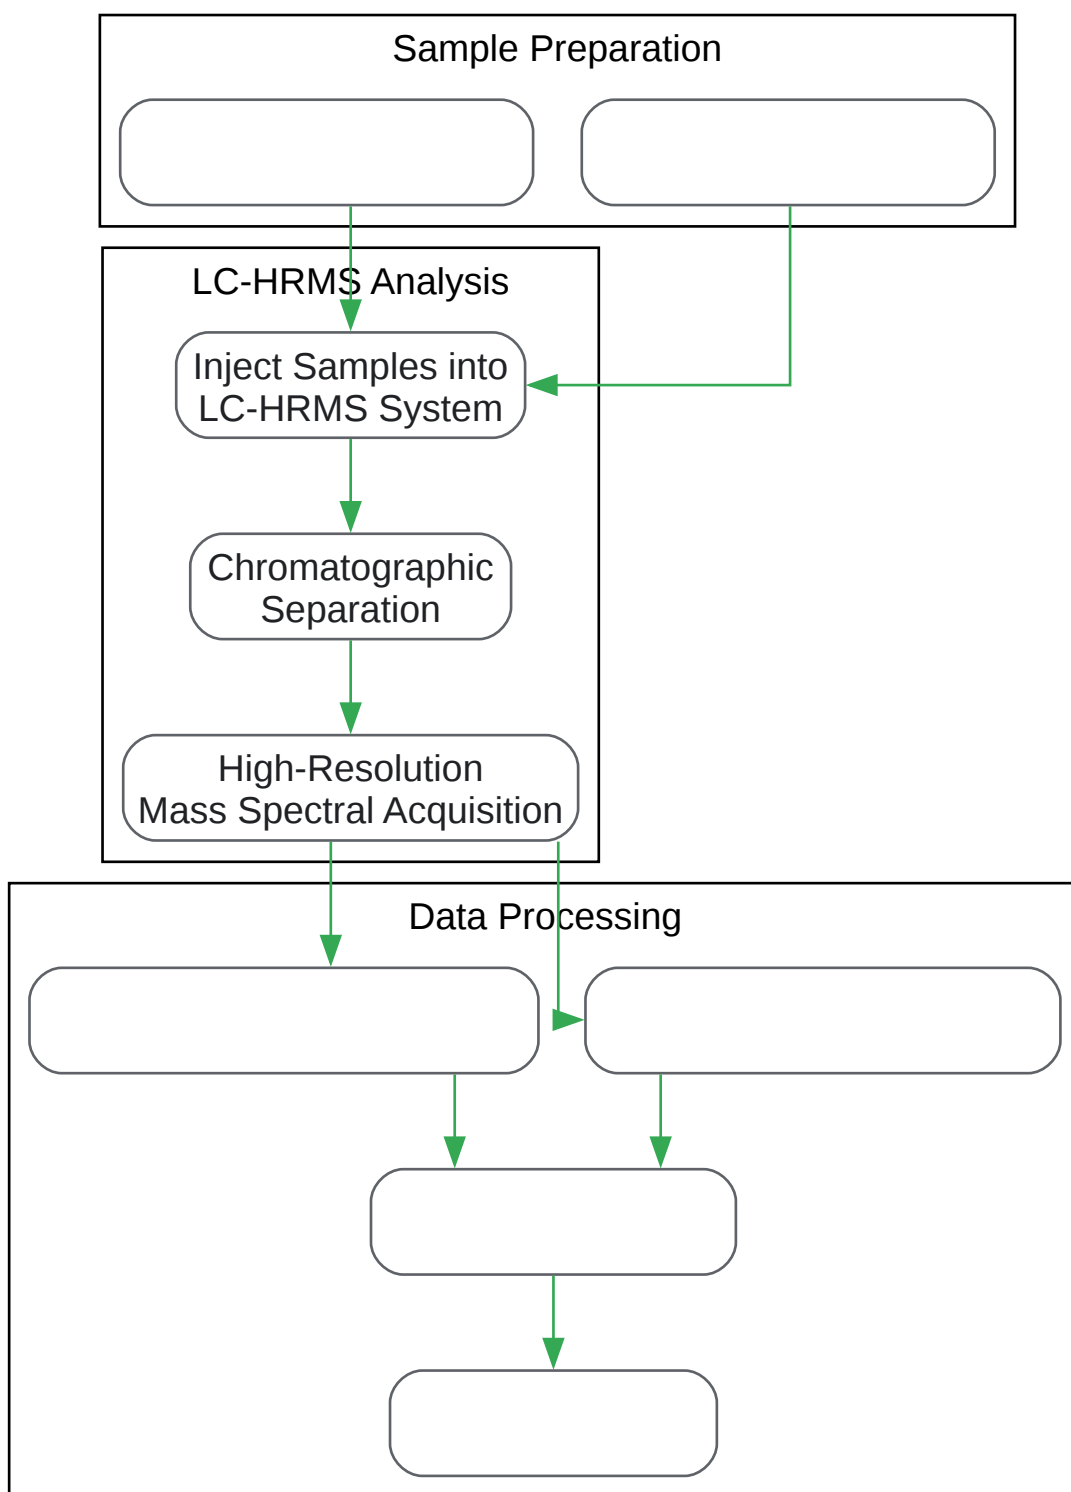 Sample Preparation
LC-HRMS Analysis
Inject Samples into
LC-HRMS System
Chromatographic
Separation
High-Resolution
Mass Spectral Acquisition
Data Processing